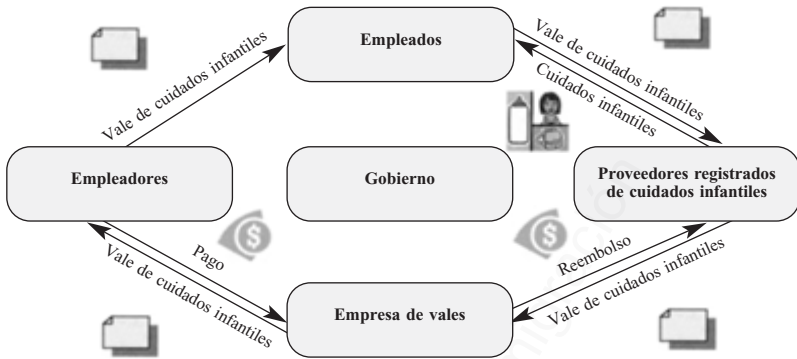 Empleados
Vale de cuidados infantiles
Vale de cuidados infantiles
Cuidados infantiles
Empleadores
Gobierno
Proveedores registrados
de cuidados infantiles
Pago
Vale de cuidados infantiles
Reembolso
Vale de cuidados infantiles
Empresa de vales